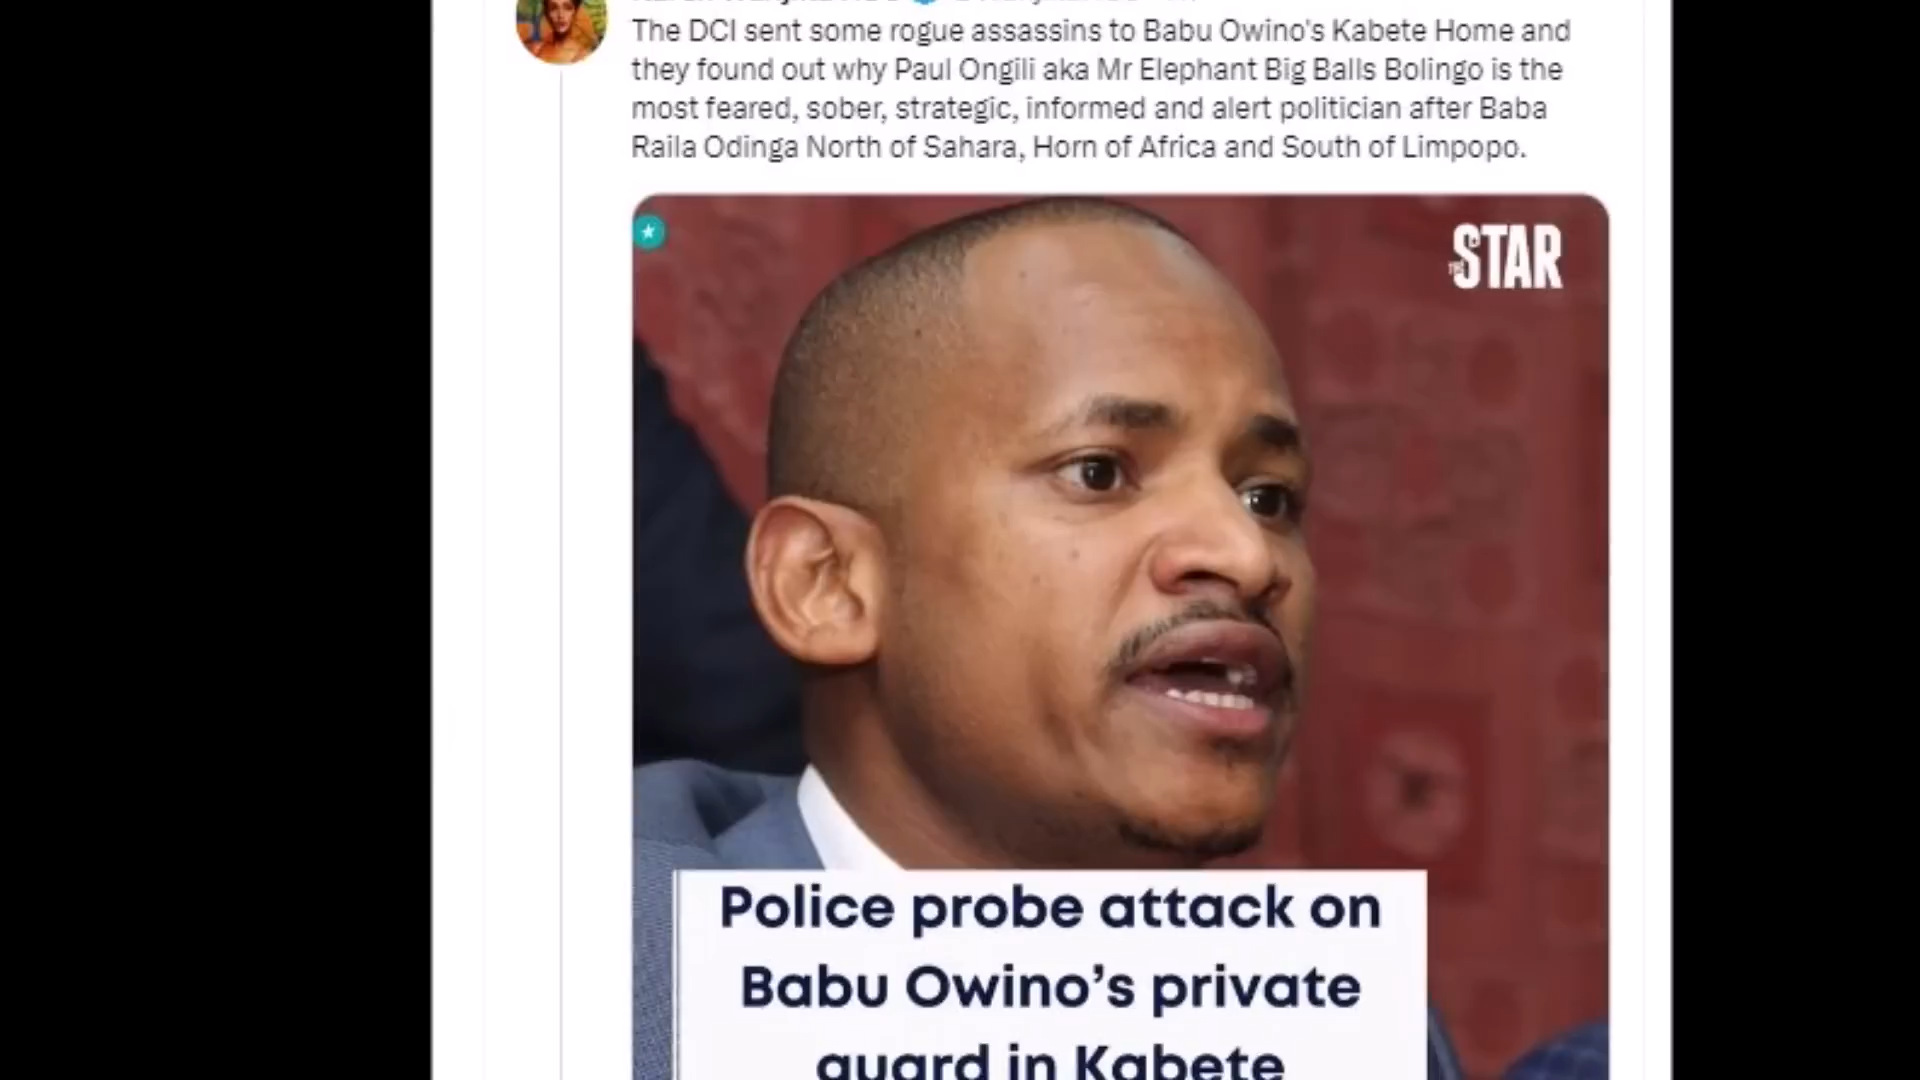 The DCI sent some rogue assassins to Babu Owino's Kabete Home and
they found out why Paul Ongili aka Mr Elephant Big Balls Bolingo is the
most feared, sober, strategic, informed and alert politician after Baba
Raila Odinga North of Sahara, Horn of Africa and South of Limpopo.
THE STAR
Police probe attack on
Babu Owino’s private
guard in Kabete